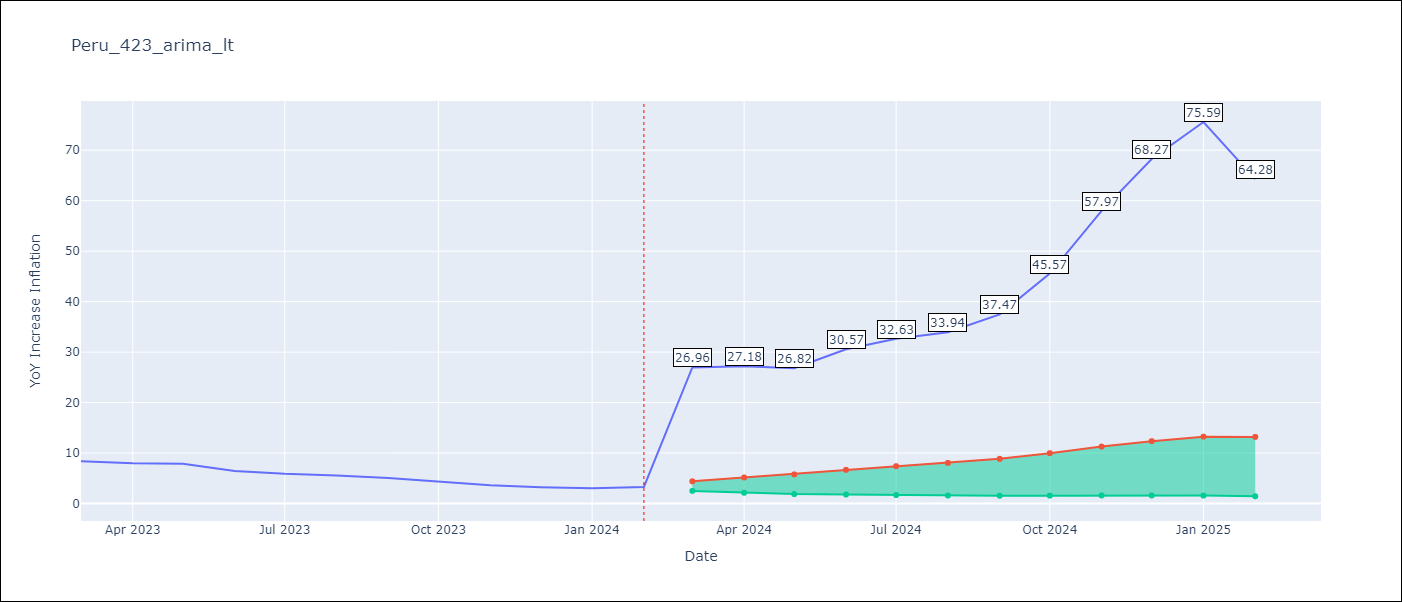 Peru_423_arima_lt
YoY Increase Inflation
70
60
50
40
30
20
10
0
26.96
27.18
26.82
30.57
32.63
33.94
37.47
45.57
57.97
68.27
75.59
64.28
Apr 2023
Jul 2023
Oct 2023
Jan 2024
Apr 2024
Jul 2024
Oct 2024
Jan 2025
Date